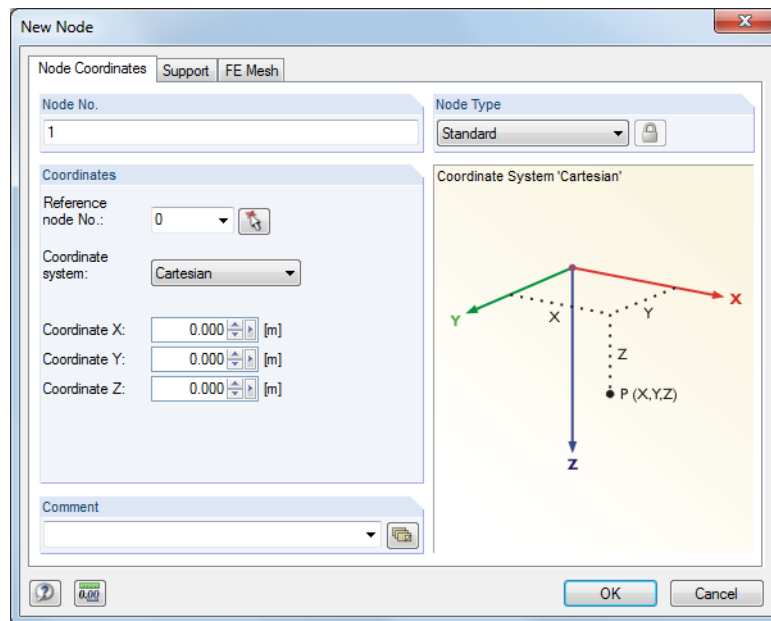 New Node
Node Coordinates Support FE Mesh
Node No.
1
Node Type
Standard
Coordinates
Reference
node No.:
0
Coordinate
system:
Cartesian
Coordinate X: 0.000 [m]
Coordinate Y: 0.000 [m]
Coordinate Z: 0.000 [m]
Coordinate System 'Cartesian'
X
Y
X
Y
Z
P (X,Y,Z)
Z
Comment
0.00
OK
Cancel